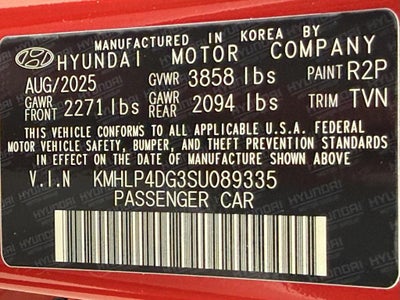 MANUFACTURED IN KOREA BY
HYUNDAI MOTOR COMPANY
AUG/2025 GVWR 3858 lbs PAINT R2P
GAWR FRONT 2271 lbs GAWR REAR 2094 lbs TRIM TVN
THIS VEHICLE CONFORMS TO ALL APPLICABLE U.S.A. FEDERAL
MOTOR VEHICLE SAFETY, BUMPER, AND THEFT PREVENTION STANDARDS
IN EFFECT ON THE DATE OF MANUFACTURE SHOWN ABOVE
V.I.N KMHLP4DG3SU089335
PASSENGER CAR